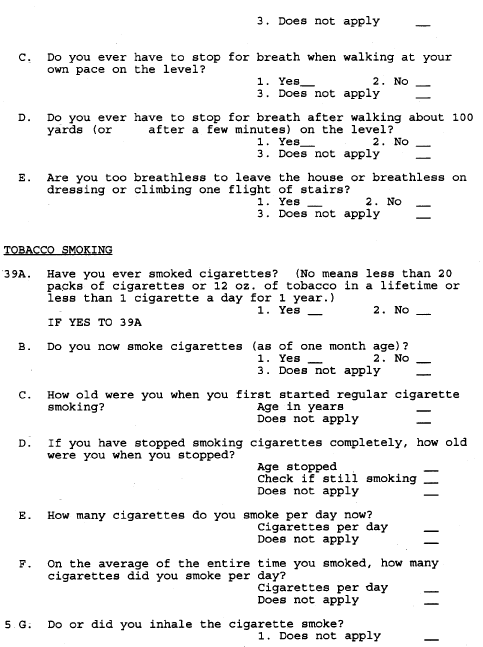 3. Does not apply __
C. Do you ever have to stop for breath when walking at your
own pace on the level?
1. Yes__ 2. No __
3. Does not apply __
D. Do you ever have to stop for breath after walking about 100
yards (or after a few minutes) on the level?
1. Yes__ 2. No __
3. Does not apply __
E. Are you too breathless to leave the house or breathless on
dressing or climbing one flight of stairs?
1. Yes __ 2. No __
3. Does not apply __
TOBACCO SMOKING
39A. Have you ever smoked cigarettes? (No means less than 20
packs of cigarettes or 12 oz. of tobacco in a lifetime or
less than 1 cigarette a day for 1 year.)
1. Yes __ 2. No __
IF YES TO 39A
B. Do you now smoke cigarettes (as of one month age)?
1. Yes __ 2. No __
3. Does not apply __
C. How old were you when you first started regular cigarette
smoking? Age in years __
Does not apply __
D. If you have stopped smoking cigarettes completely, how old
were you when you stopped?
Age stopped __
Check if still smoking __
Does not apply __
E. How many cigarettes do you smoke per day now?
Cigarettes per day __
Does not apply __
F. On the average of the entire time you smoked, how many
cigarettes did you smoke per day?
Cigarettes per day __
Does not apply __
5 G. Do or did you inhale the cigarette smoke?
1. Does not apply __